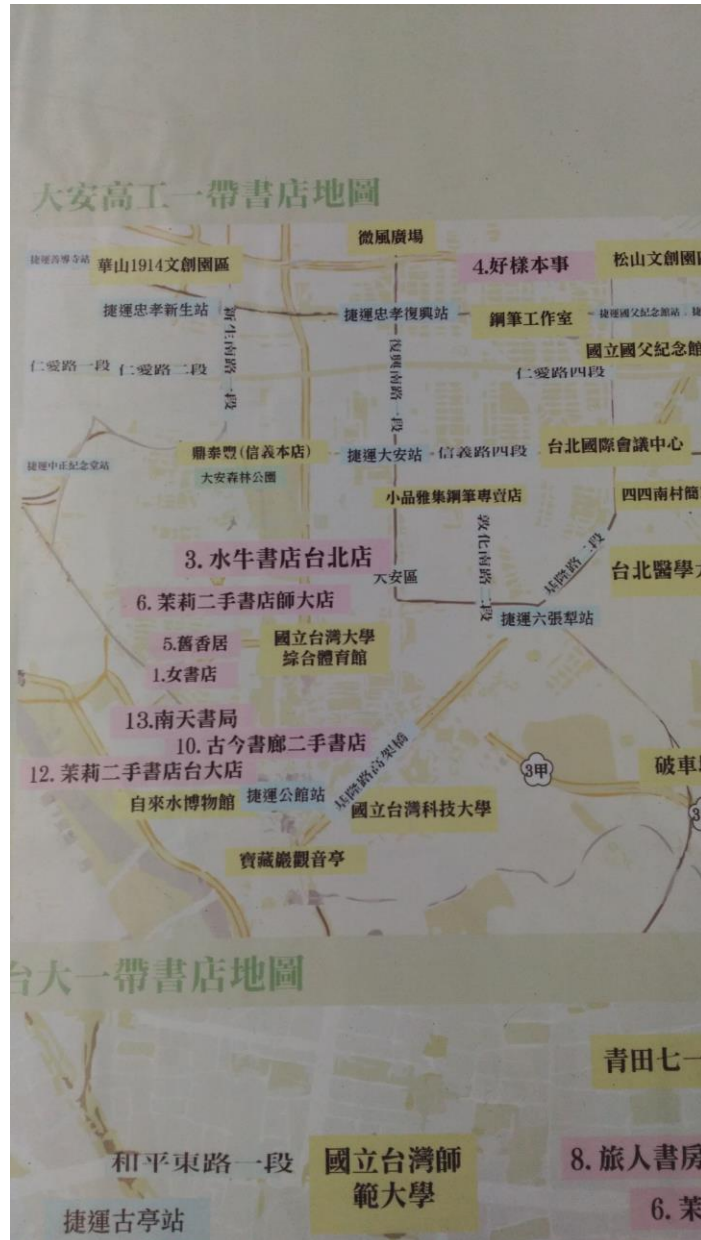 大安高工一帶書店地圖
微風廣場
捷運善導寺站
華山1914文創園區
4.好樣本事
松山文創園
捷運忠孝新生站
新生南路一段
捷運忠孝復興站
鋼筆工作室
捷運國父紀念館站
復興南路一段
國立國父紀念館
仁愛路一段
仁愛路二段
仁愛路四段
鼎泰豐(信義本店)
捷運大安站
信義路四段
台北國際會議中心
捷運中正紀念堂站
大安森林公園
小品雅集鋼筆專賣店
四四南村簡
敦化南路二段
3. 水牛書店台北店
大安區
基隆路二段
台北醫學
6. 茉莉二手書店師大店
捷運六張犁站
5.舊香居
國立台灣大學
綜合體育館
1.女書店
13.南天書局
10. 古今書廊二手書店
12. 茉莉二手書店台大店
基隆路高架橋
3甲
破車
自來水博物館
捷運公館站
國立台灣科技大學
3
寶藏巖觀音亭
台大一帶書店地圖
青田七一
和平東路一段
國立台灣師
範大學
8. 旅人書房
6. 茉
捷運古亭站